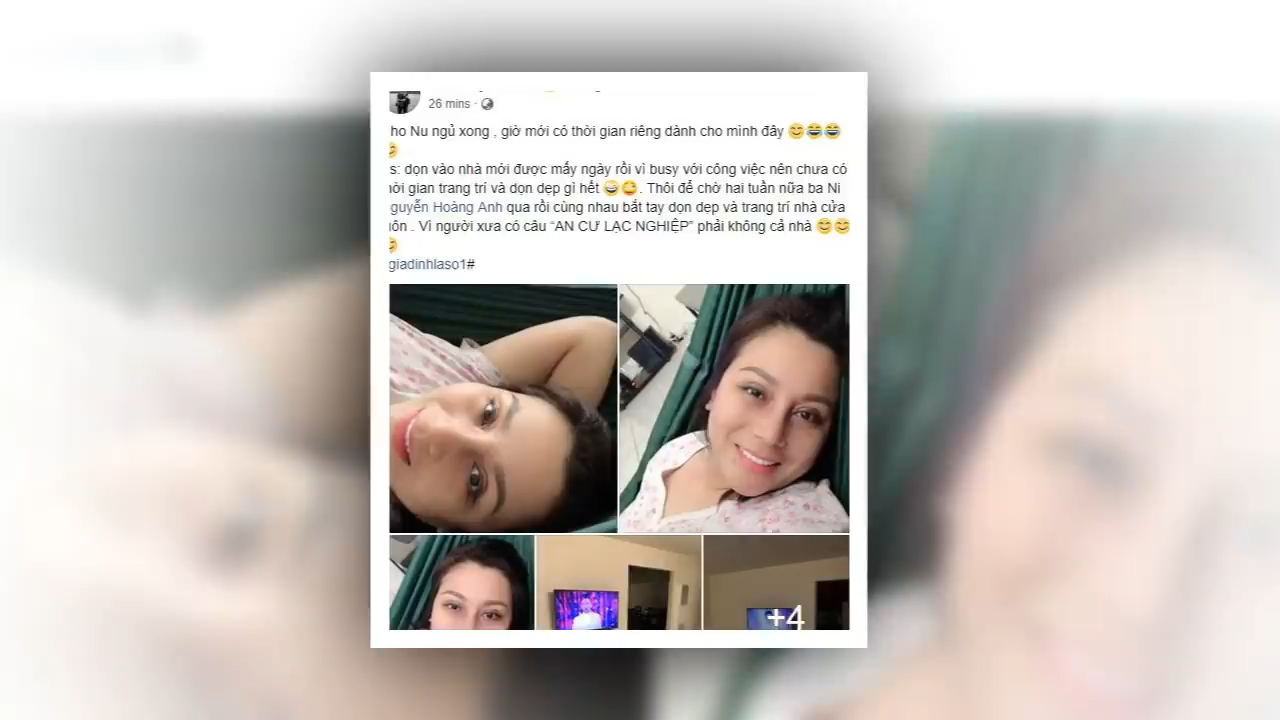 26 mins ·
ho Nu ngủ xong , giờ mới có thời gian riêng dành cho mình đây 😊😂😂
😊
s: dọn vào nhà mới được mấy ngày rồi vì busy với công việc nên chưa có
ời gian trang trí và dọn dẹp gì hết 🤣😜. Thôi để chờ hai tuần nữa ba Ni
guyễn Hoàng Anh qua rồi cùng nhau bắt tay dọn dẹp và trang trí nhà cửa
uôn . Vì người xưa có câu “AN CƯ LẠC NGHIỆP” phải không cả nhà 😊😊
😊
giadinhlaso1#
+4